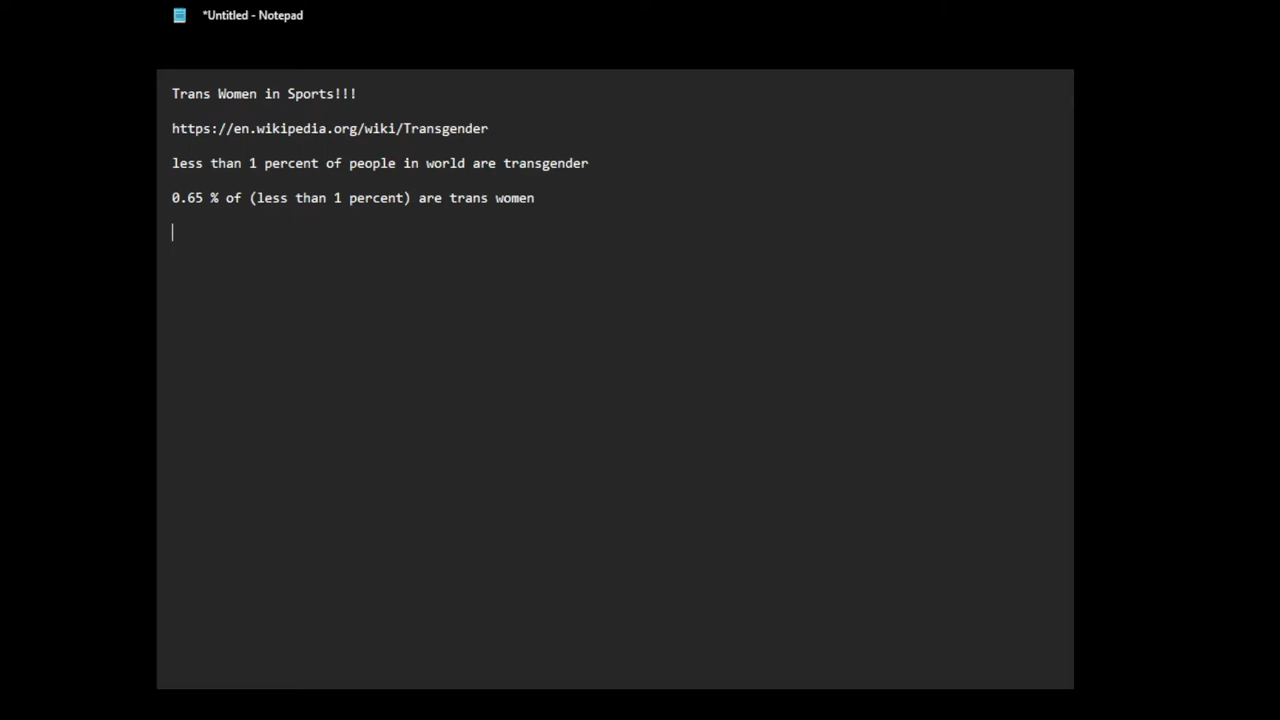 *Untitled - Notepad
Trans Women in Sports!!!
https://en.wikipedia.org/wiki/Transgender
less than 1 percent of people in world are transgender
0.65 % of (less than 1 percent) are trans women